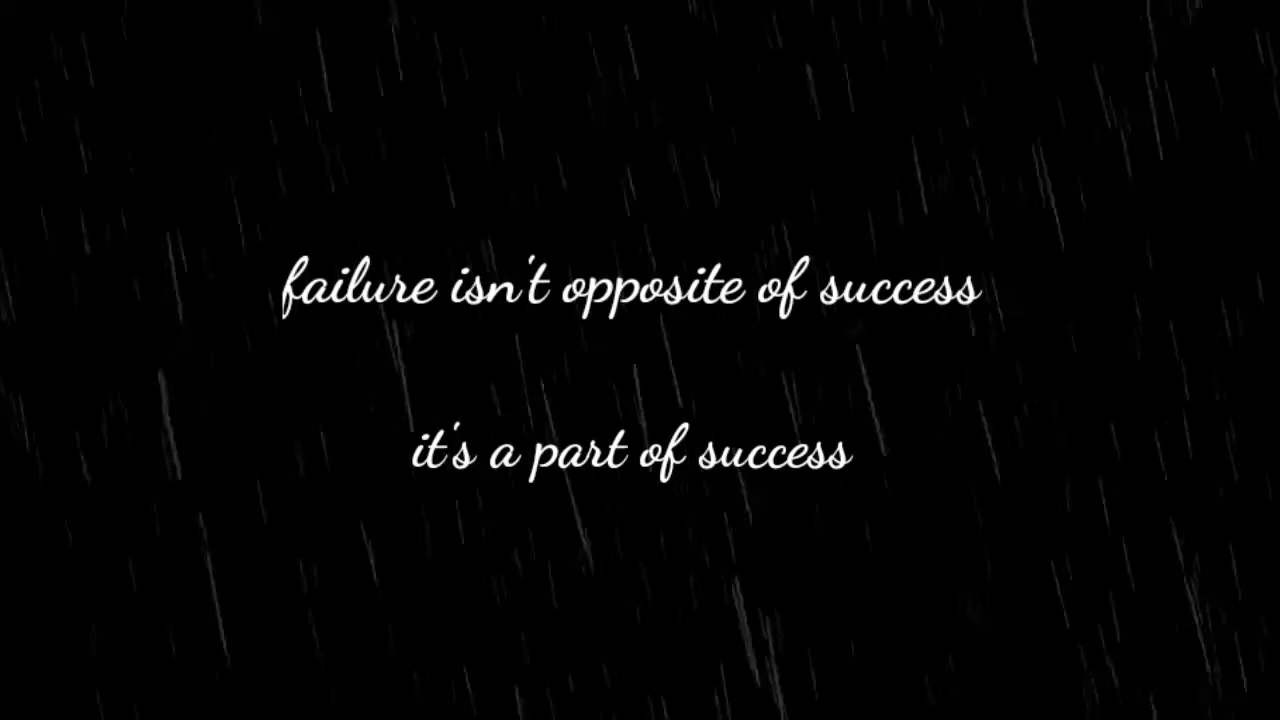 failure isn't opposite of success
it's a part of success